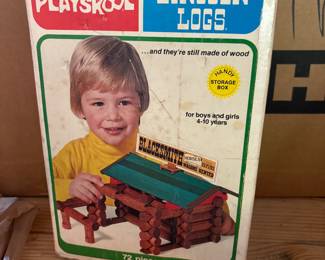 PLAYSKOOL
LINCOLN
LOGS
...and they're still made of wood
HANDY
STORAGE
BOX
for boys and girls
4-10 years
BLACKSMITH
72